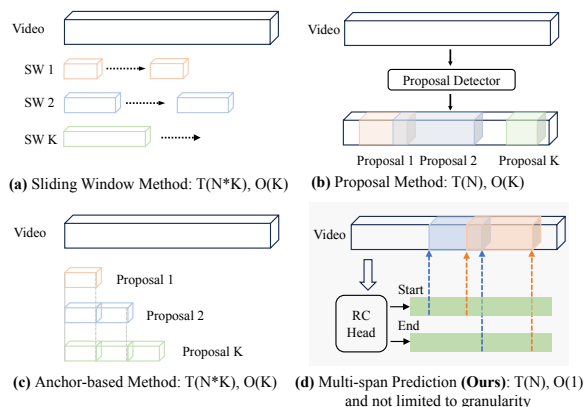 Video
SW 1
SW 2
SW K
(a) Sliding Window Method: T(N*K), O(K)
Video
Proposal Detector
Proposal 1 Proposal 2 Proposal K
(b) Proposal Method: T(N), O(K)
Video
Proposal 1
Proposal 2
Proposal K
(c) Anchor-based Method: T(N*K), O(K)
Video
Start
RC
Head
End
(d) Multi-span Prediction (Ours): T(N), O(1)
and not limited to granularity